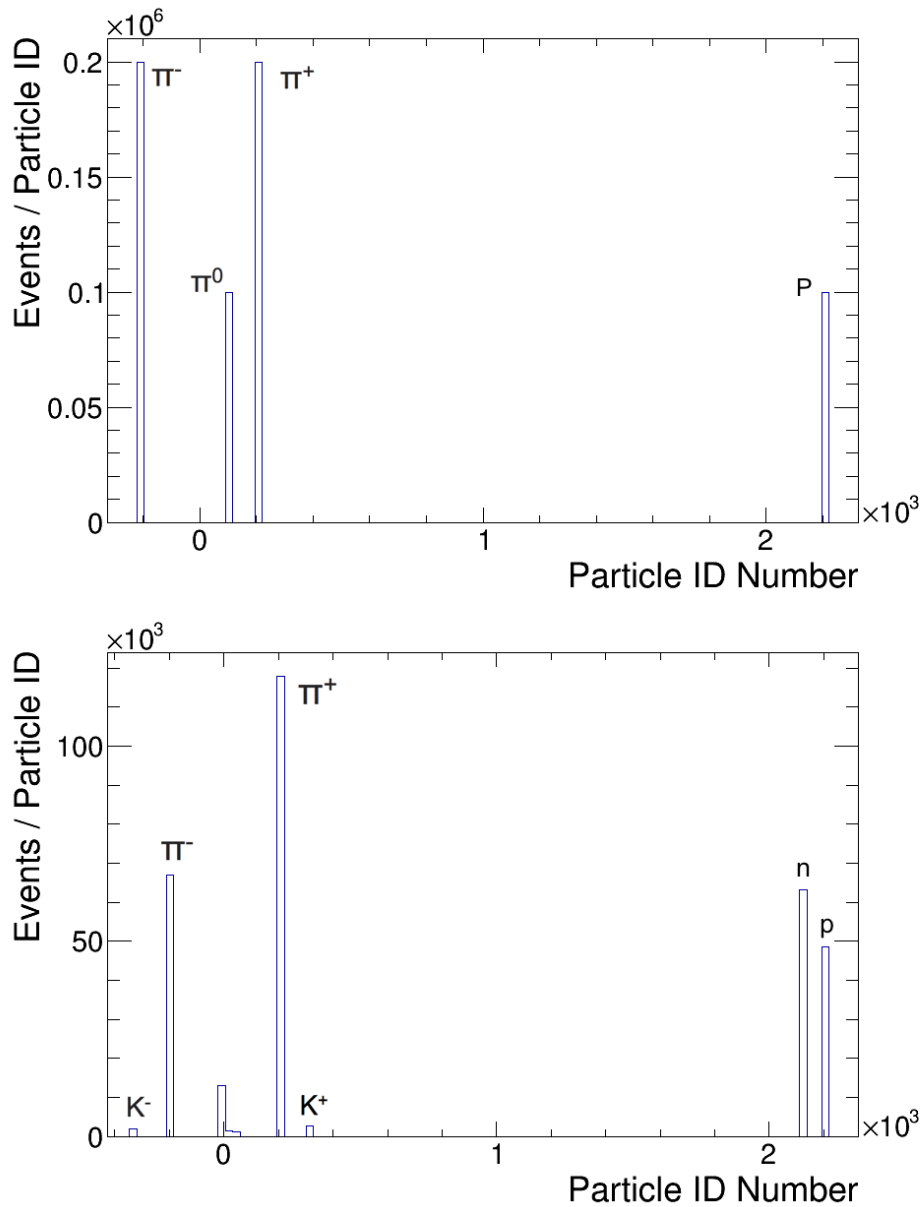 ×10⁶
Events / Particle ID
0.2
0.15
0.1
0.05
0
π⁻
π⁺
π⁰
P
0
1
2
×10³
Particle ID Number
×10³
Events / Particle ID
100
50
0
π⁺
π⁻
n
p
K⁻
K⁺
0
1
2
×10³
Particle ID Number